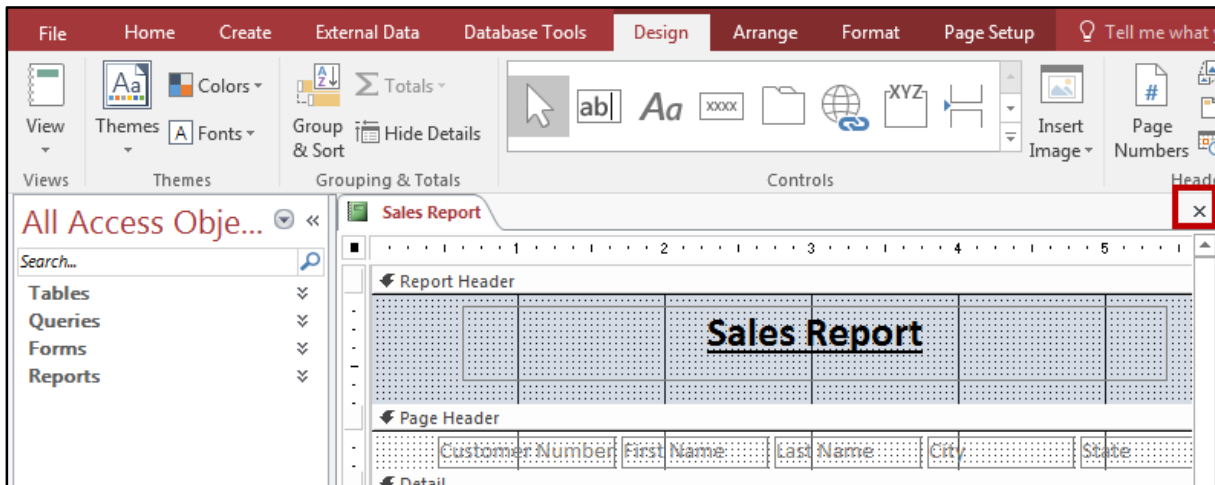 File Home Create External Data Database Tools Design Arrange Format Page Setup Tell me what
Aa Colors Totals ab| Aa XXXX XYZ #
View Themes A Fonts Group & Sort Hide Details Insert Image Page Numbers
Views Themes Grouping & Totals Controls
All Access Obje... « Sales Report ×
1 2 3 4 5
Search...
Report Header
Tables
Queries
Sales Report
Forms
Reports
Page Header
Customer Number First Name Last Name City State
Detail